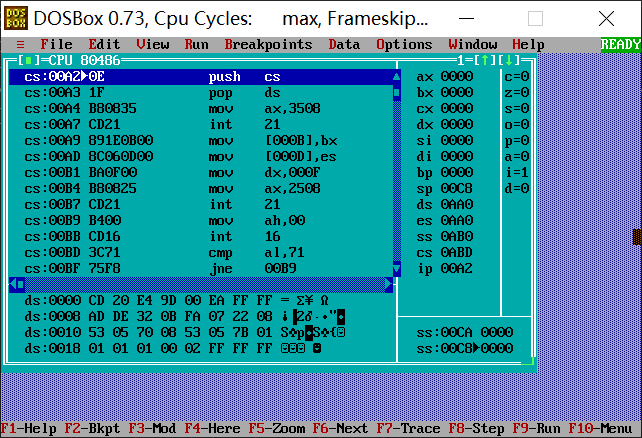 DOSBox 0.73, Cpu Cycles: max, Frameskip...
≡ File Edit View Run Breakpoints Data Options Window Help READY
[■]=CPU 80486 1=[↑][↓]
cs:00A2►0E push cs ax 0000 c=0
cs:00A3 1F pop ds bx 0000 z=0
cs:00A4 B80835 mov ax,3508 cx 0000 s=0
cs:00A7 CD21 int 21 dx 0000 o=0
cs:00A9 891E0B00 mov [000B],bx si 0000 p=0
cs:00AD 8C060D00 mov [000D],es di 0000 a=0
cs:00B1 BA0F00 mov dx,000F bp 0000 i=1
cs:00B4 B80825 mov ax,2508 sp 00C8 d=0
cs:00B7 CD21 int 21 ds 0AA0
cs:00B9 B400 mov ah,00 es 0AA0
cs:00BB CD16 int 16 ss 0AB0
cs:00BD 3C71 cmp al,71 cs 0ABD
cs:00BF 75F8 jne 00B9 ip 00A2
ds:0000 CD 20 E4 9D 00 EA FF FF = Σ¥ Ω
ds:0008 AD DE 32 0B FA 07 22 08
ds:0010 53 05 70 08 53 05 7B 01 S♣p◘S♣{☺
ds:0018 01 01 01 00 02 FF FF FF ☺☺☺ ☻
ss:00CA 0000
ss:00C8►0000
F1-Help F2-Bkpt F3-Mod F4-Here F5-Zoom F6-Next F7-Trace F8-Step F9-Run F10-Menu